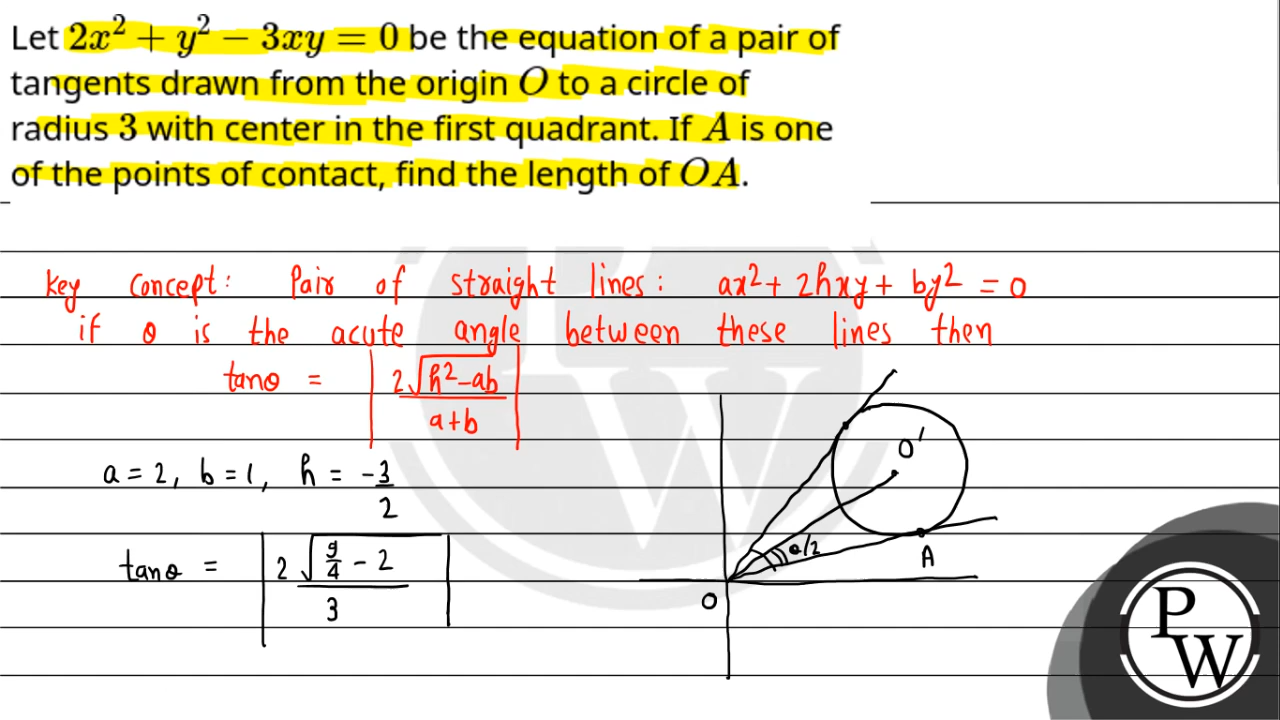 Let 2x² + y² − 3xy = 0 be the equation of a pair of
tangents drawn from the origin O to a circle of
radius 3 with center in the first quadrant. If A is one
of the points of contact, find the length of OA.
Key Concept: Pair of straight lines: ax² + 2hxy + by² = 0
if θ is the acute angle between these lines then
tanθ = | 2√(h² − ab) / (a+b) |
a = 2, b = 1, h = −3/2
tanθ = | 2√(9/4 − 2) / 3 |
O'
θ/2
A
O
P
W